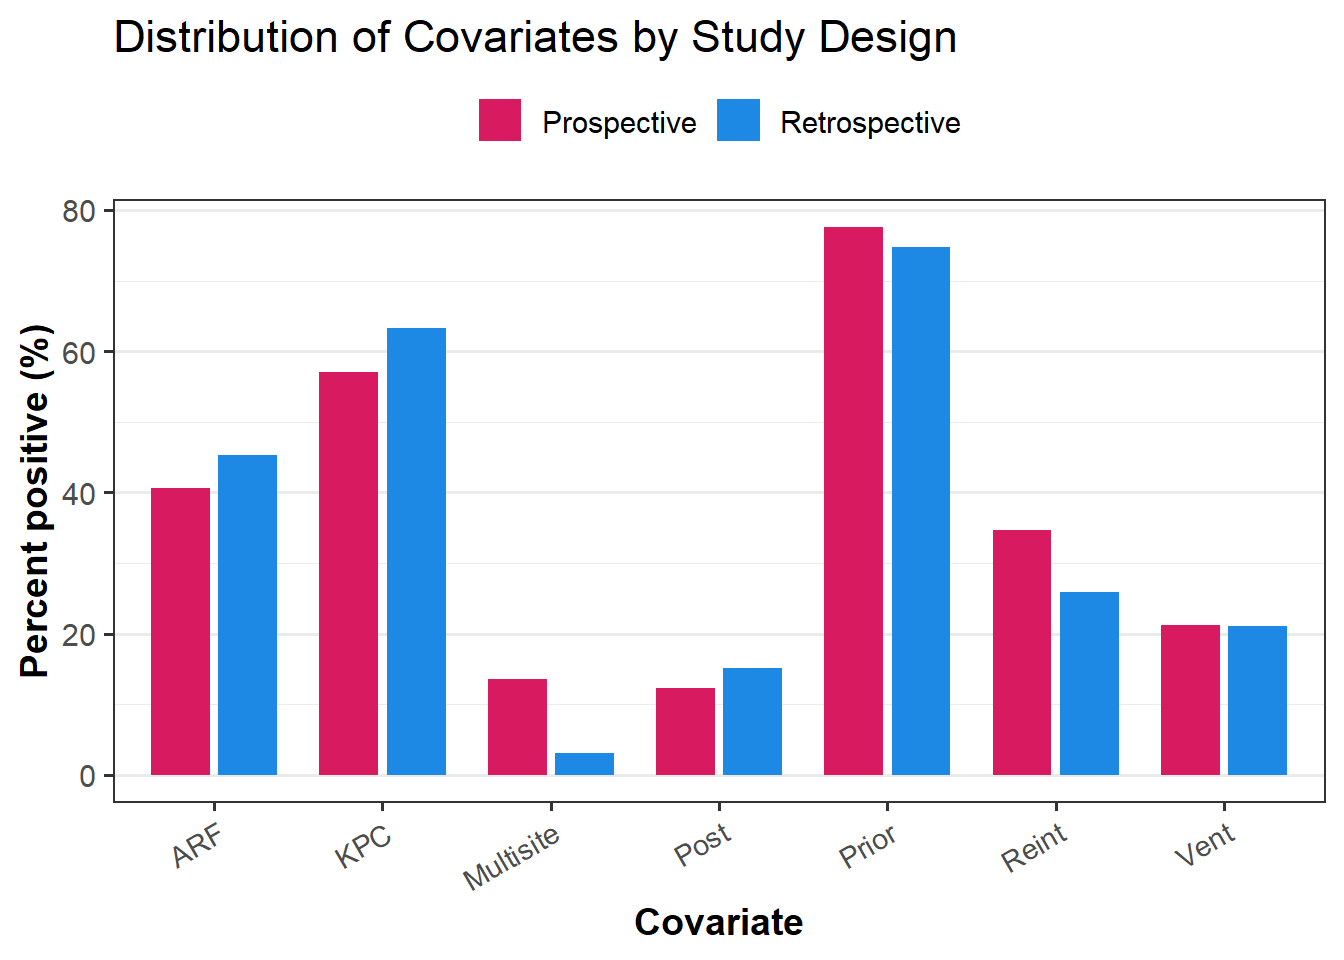 Distribution of Covariates by Study Design
Prospective Retrospective
Percent positive (%)
80
60
40
20
0
ARF KPC Multisite Post Prior Reint Vent
Covariate